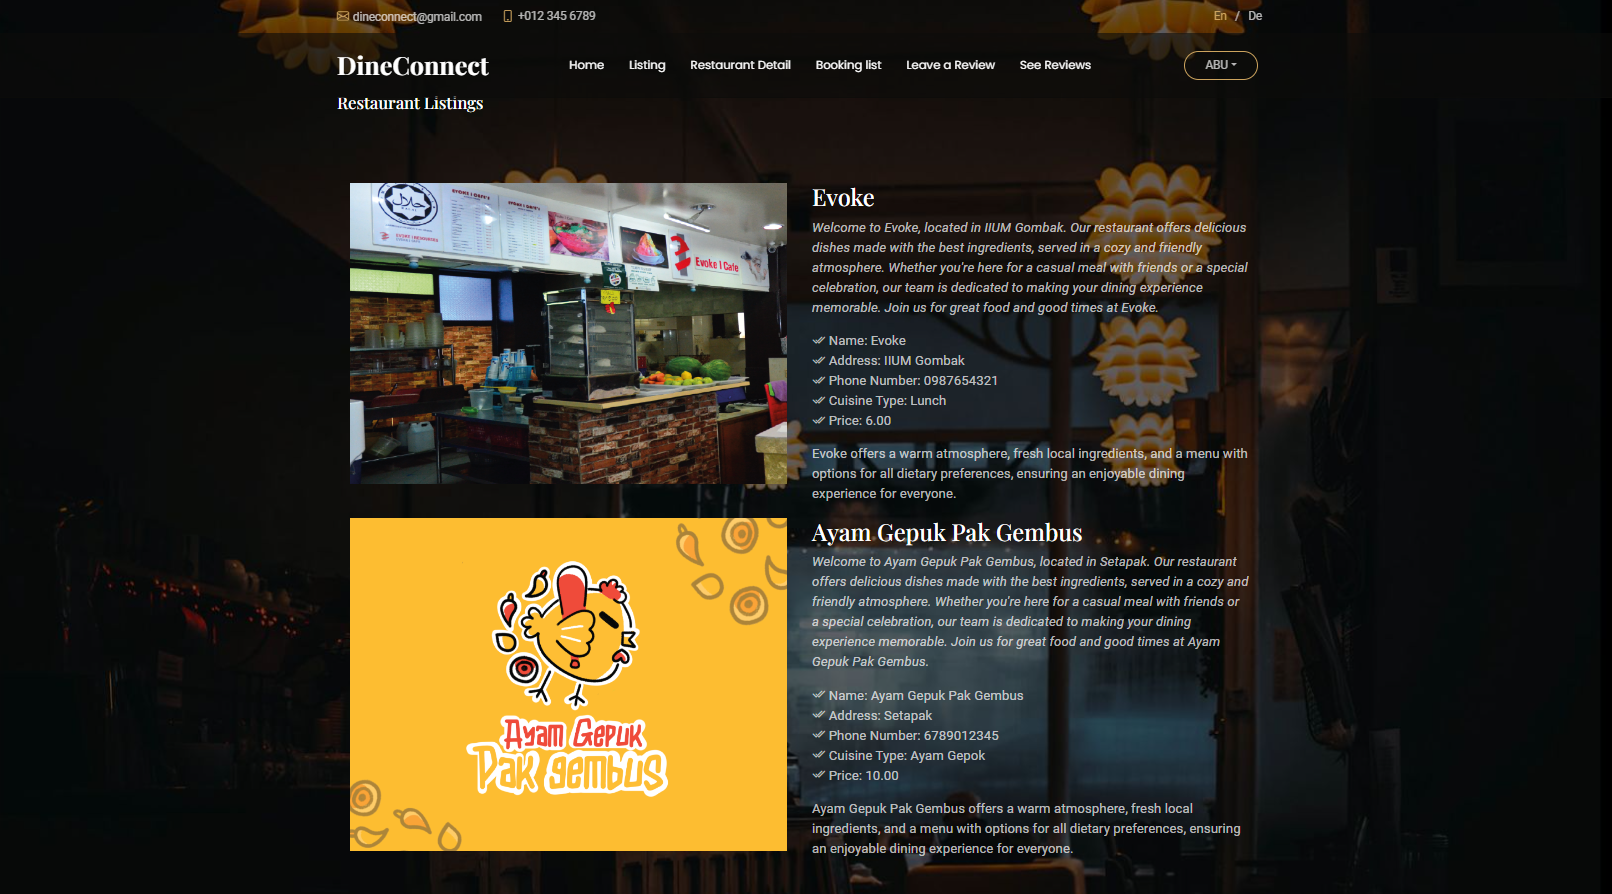 dineconnect@gmail.com
+012 345 6789
En / De
DineConnect
Home
Listing
Restaurant Detail
Booking list
Leave a Review
See Reviews
ABU
Restaurant Listings
حلال
EVOKE I CAFE'S
Evoke I Cafe
Evoke
Welcome to Evoke, located in IIUM Gombak. Our restaurant offers delicious
dishes made with the best ingredients, served in a cozy and friendly
atmosphere. Whether you're here for a casual meal with friends or a special
celebration, our team is dedicated to making your dining experience
memorable. Join us for great food and good times at Evoke.
Name: Evoke
Address: IIUM Gombak
Phone Number: 0987654321
Cuisine Type: Lunch
Price: 6.00
Evoke offers a warm atmosphere, fresh local ingredients, and a menu with
options for all dietary preferences, ensuring an enjoyable dining
experience for everyone.
Ayam Gepuk
Pak gembus
Ayam Gepuk Pak Gembus
Welcome to Ayam Gepuk Pak Gembus, located in Setapak. Our restaurant
offers delicious dishes made with the best ingredients, served in a cozy and
friendly atmosphere. Whether you're here for a casual meal with friends or
a special celebration, our team is dedicated to making your dining
experience memorable. Join us for great food and good times at Ayam
Gepuk Pak Gembus.
Name: Ayam Gepuk Pak Gembus
Address: Setapak
Phone Number: 6789012345
Cuisine Type: Ayam Gepok
Price: 10.00
Ayam Gepuk Pak Gembus offers a warm atmosphere, fresh local
ingredients, and a menu with options for all dietary preferences, ensuring
an enjoyable dining experience for everyone.